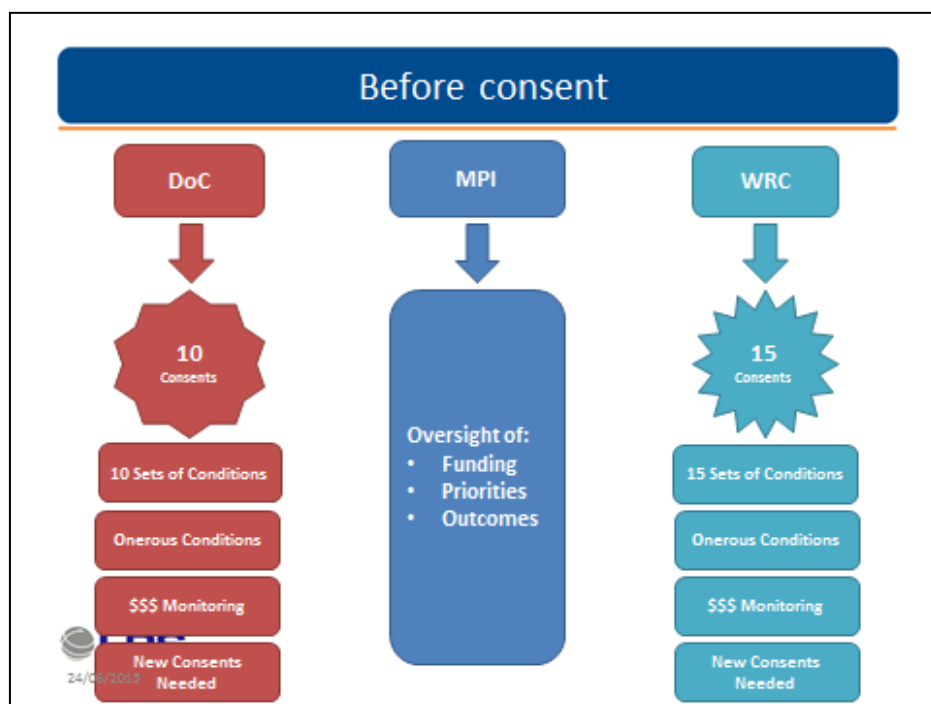 Before consent
DoC
10
Consents
10 Sets of Conditions
Onerous Conditions
$$$ Monitoring
New Consents
Needed
MPI
Oversight of:
• Funding
• Priorities
• Outcomes
WRC
15
Consents
15 Sets of Conditions
Onerous Conditions
$$$ Monitoring
New Consents
Needed